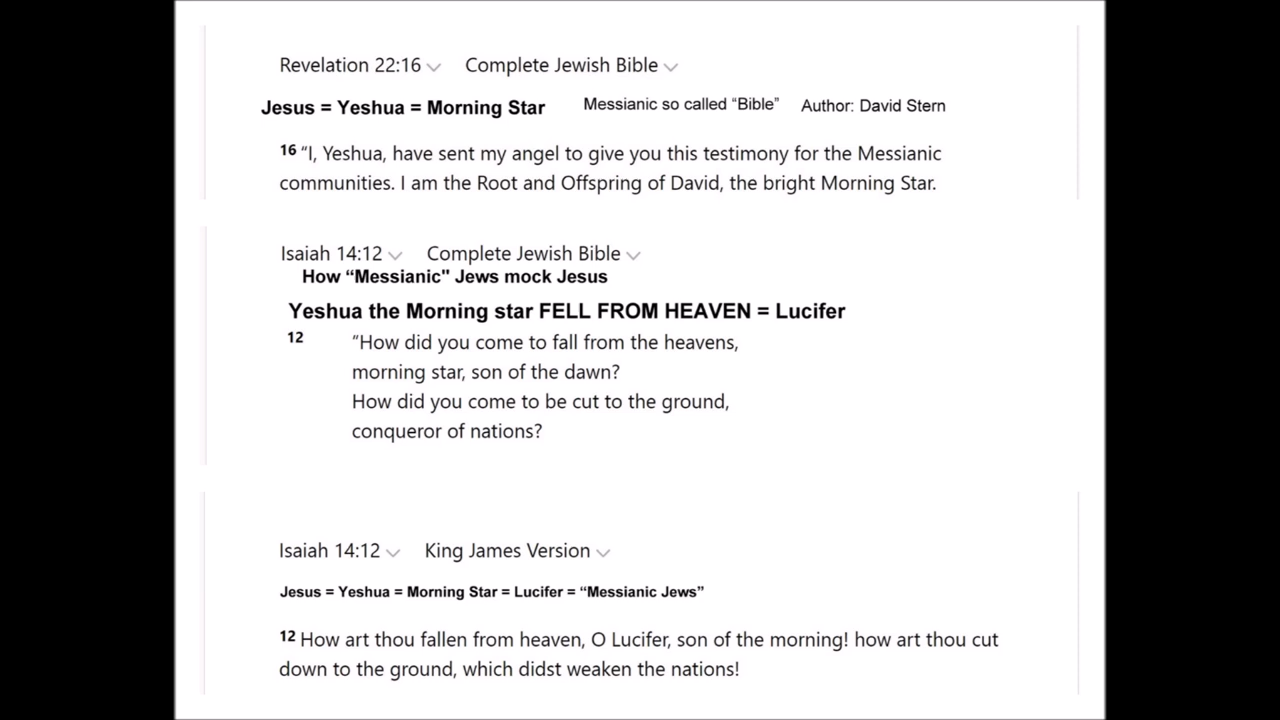 Revelation 22:16 Complete Jewish Bible
Jesus = Yeshua = Morning Star Messianic so called “Bible” Author: David Stern
16 “I, Yeshua, have sent my angel to give you this testimony for the Messianic
communities. I am the Root and Offspring of David, the bright Morning Star.
Isaiah 14:12 Complete Jewish Bible
How “Messianic" Jews mock Jesus
Yeshua the Morning star FELL FROM HEAVEN = Lucifer
12 “How did you come to fall from the heavens,
morning star, son of the dawn?
How did you come to be cut to the ground,
conqueror of nations?
Isaiah 14:12 King James Version
Jesus = Yeshua = Morning Star = Lucifer = “Messianic Jews”
12 How art thou fallen from heaven, O Lucifer, son of the morning! how art thou cut
down to the ground, which didst weaken the nations!